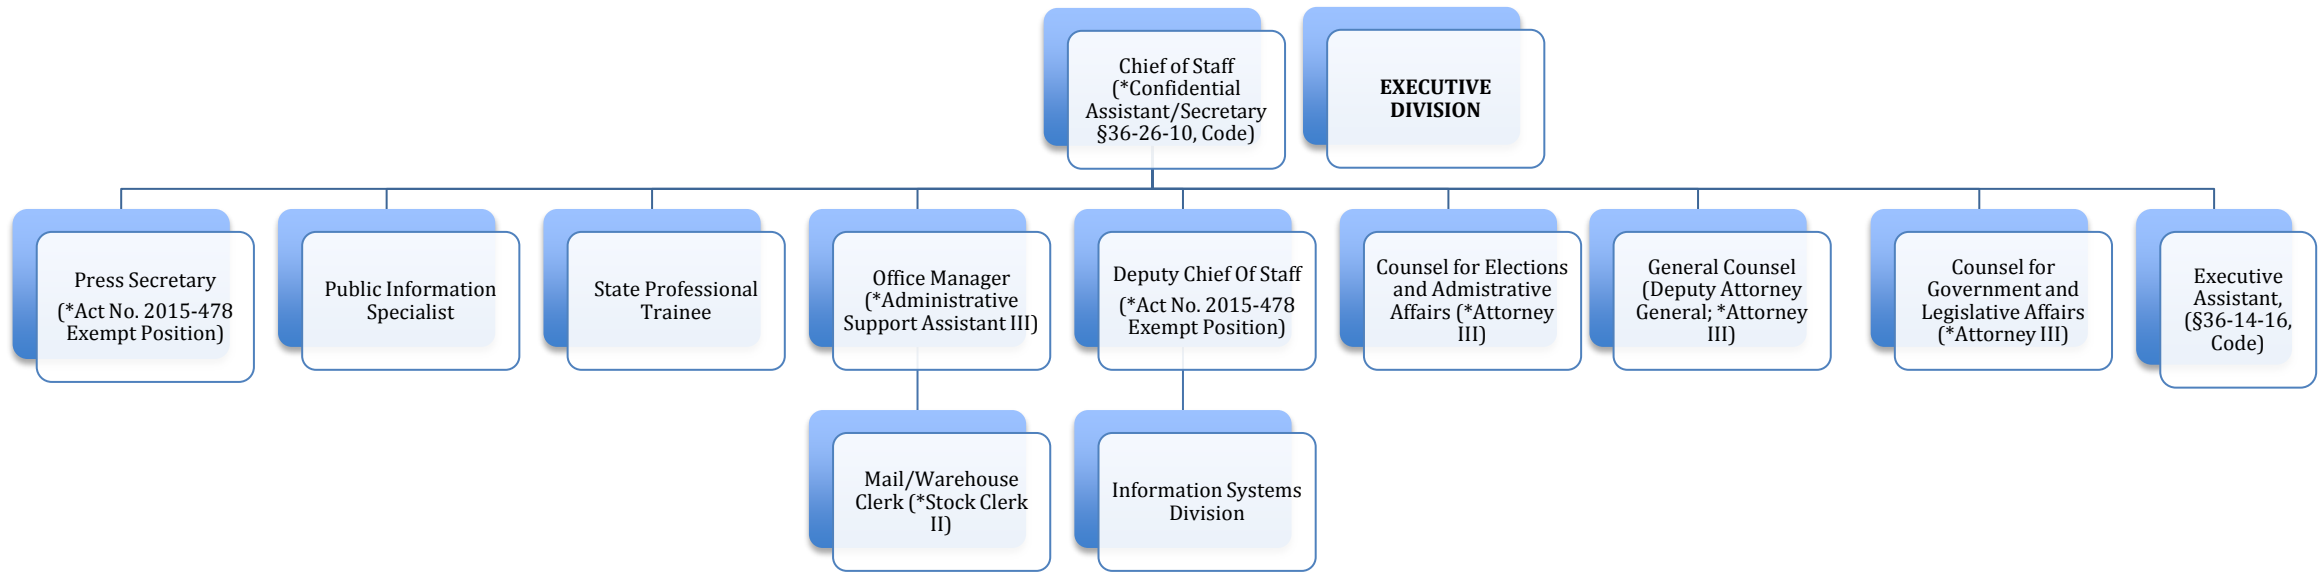 Chief of Staff
(*Confidential
Assistant/Secretary
§36-26-10, Code)
EXECUTIVE
DIVISION
Press Secretary
(*Act No. 2015-478
Exempt Position)
Public Information
Specialist
State Professional
Trainee
Office Manager
(*Administrative
Support Assistant III)
Deputy Chief Of Staff
(*Act No. 2015-478
Exempt Position)
Counsel for Elections
and Admistrative
Affairs (*Attorney
III)
General Counsel
(Deputy Attorney
General; *Attorney
III)
Counsel for
Government and
Legislative Affairs
(*Attorney III)
Executive
Assistant,
(§36-14-16,
Code)
Mail/Warehouse
Clerk (*Stock Clerk
II)
Information Systems
Division